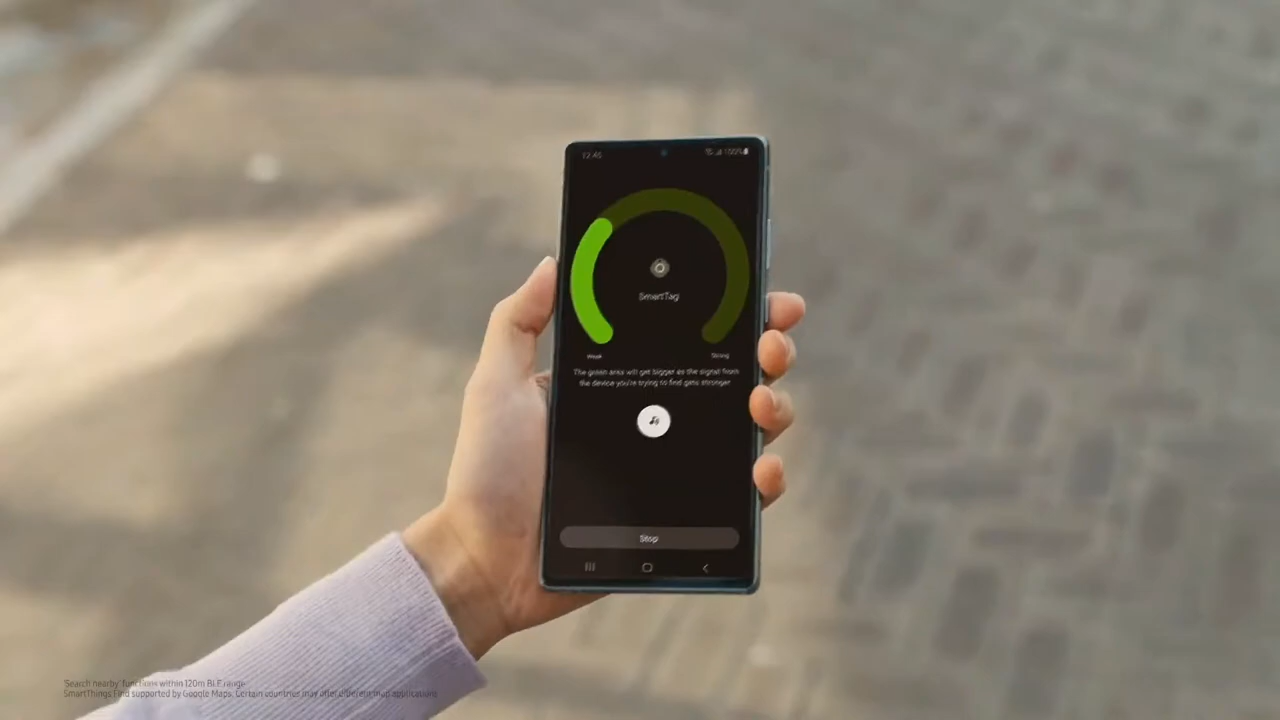 12:45
100%
SmartTag
Weak
Strong
The green area will get bigger as the signal from
the device you're trying to find gets stronger
Stop
'Search nearby' functions within 120m BLE range
SmartThings Find supported by Google Maps. Certain countries may offer different map applications